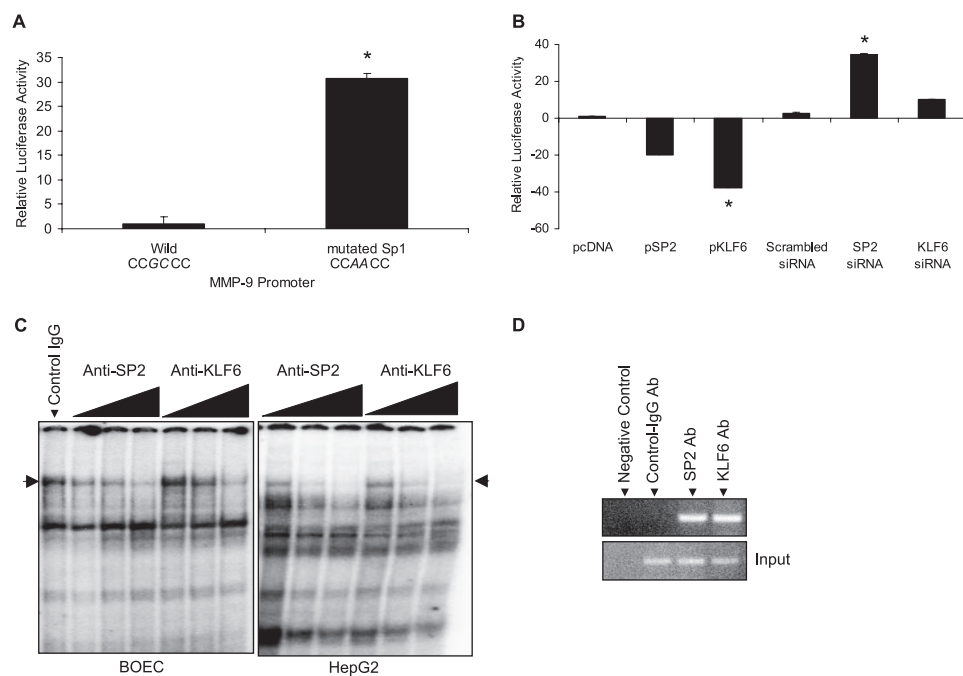 A
Relative Luciferase Activity
35
30
25
20
15
10
5
0
*
Wild
CCGCCC
mutated Sp1
CCAACC
MMP-9 Promoter
B
Relative Luciferase Activity
40
20
0
-20
-40
-60
*
*
pcDNA
pSP2
pKLF6
Scrambled
siRNA
SP2
siRNA
KLF6
siRNA
C
Control IgG
Anti-SP2
Anti-KLF6
Anti-SP2
Anti-KLF6
BOEC
HepG2
D
Negative Control
Control-IgG Ab
SP2 Ab
KLF6 Ab
Input